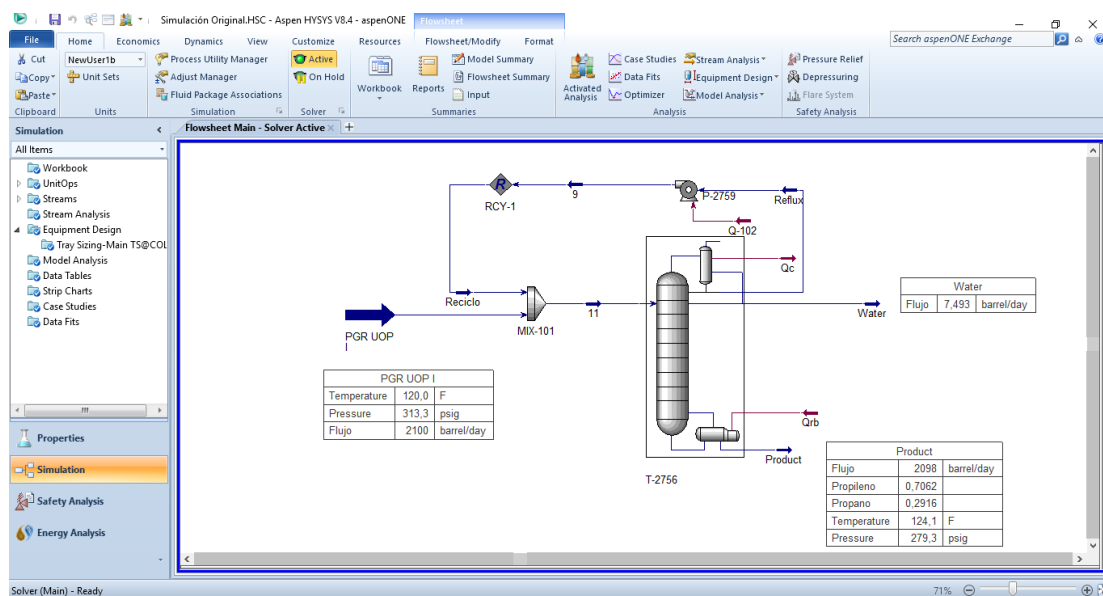 Simulación Original.HSC - Aspen HYSYS V8.4 - aspenONE
Flowsheet
File Home Economics Dynamics View Customize Resources Flowsheet/Modify Format
Search aspenONE Exchange
Cut NewUser1b Process Utility Manager Active Model Summary Case Studies Stream Analysis Pressure Relief
Copy Unit Sets Adjust Manager On Hold Workbook Reports Flowsheet Summary Activated Analysis Data Fits Equipment Design Depressuring
Paste Fluid Package Associations Input Optimizer Model Analysis Flare System
Clipboard Units Simulation Solver Summaries Analysis Safety Analysis
Simulation <
Flowsheet Main - Solver Active × +
All Items
Workbook
UnitOps
Streams
Stream Analysis
Equipment Design
Tray Sizing-Main TS@COL
Model Analysis
Data Tables
Strip Charts
Case Studies
Data Fits
Properties
Simulation
Safety Analysis
Energy Analysis
R
RCY-1
9
P-2759
Reflux
Q-102
Qc
Reciclo
11
MIX-101
PGR UOP
I
Water
Water
Flujo 7,493 barrel/day
PGR UOP I
Temperature 120,0 F
Pressure 313,3 psig
Flujo 2100 barrel/day
Qrb
Product
T-2756
Product
Flujo 2098 barrel/day
Propileno 0,7062
Propano 0,2916
Temperature 124,1 F
Pressure 279,3 psig
Solver (Main) - Ready
71%